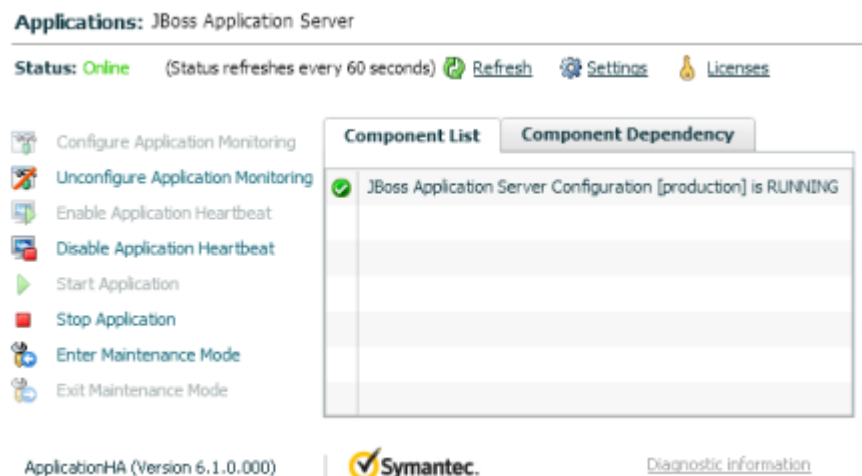 Applications: JBoss Application Server
Status: Online (Status refreshes every 60 seconds) Refresh Settings Licenses
Component List Component Dependency
Configure Application Monitoring
Unconfigure Application Monitoring
Enable Application Heartbeat
Disable Application Heartbeat
Start Application
Stop Application
Enter Maintenance Mode
Exit Maintenance Mode
JBoss Application Server Configuration [production] is RUNNING
ApplicationHA (Version 6.1.0.000)
Symantec.
Diagnostic information